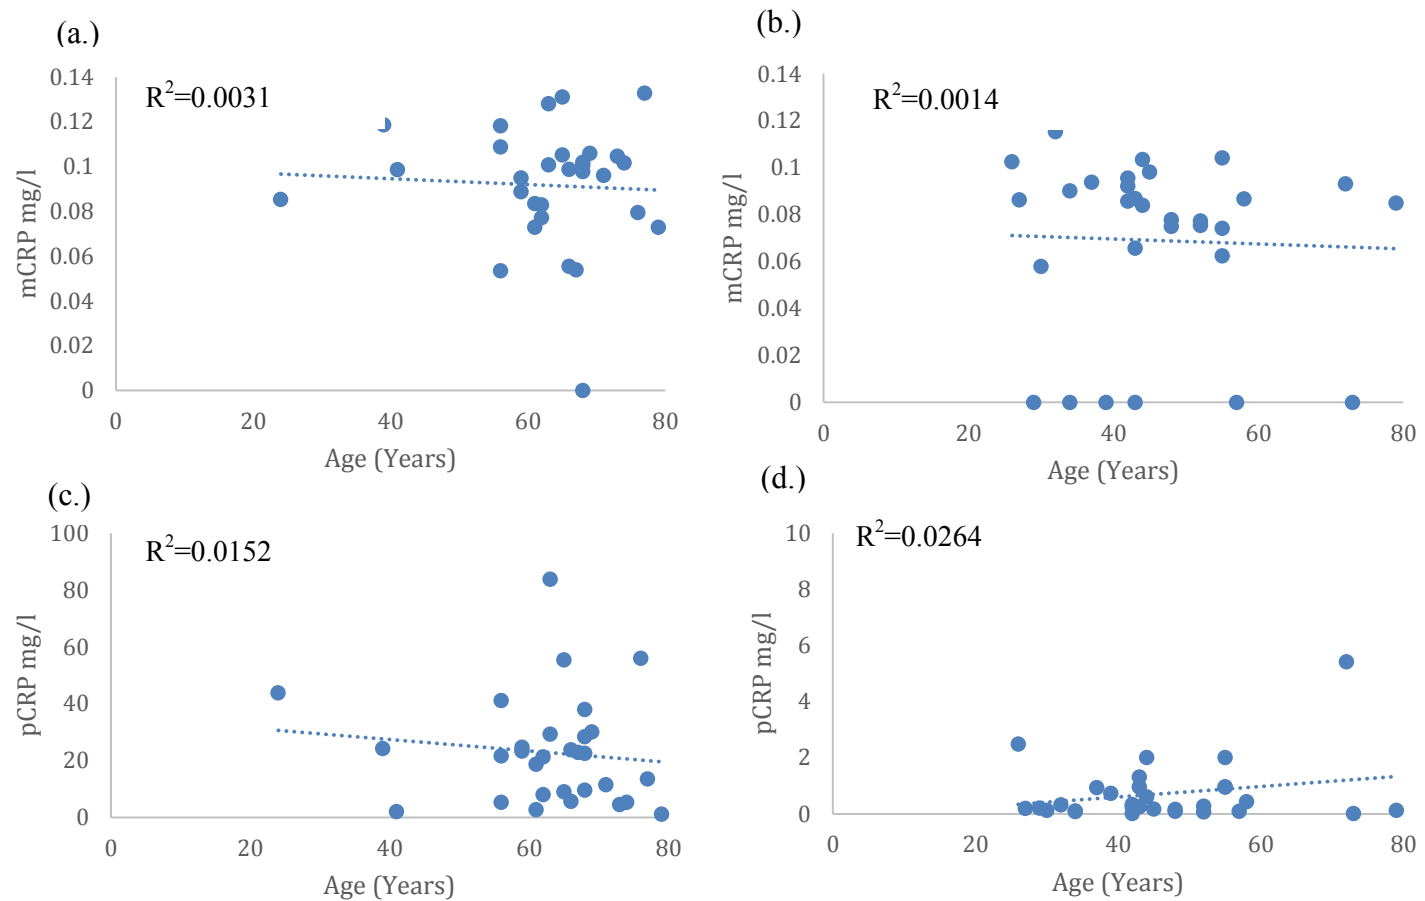 (a.)
R²=0.0031
0.14
0.12
0.1
0.08
0.06
0.04
0.02
0
mCRP mg/l
0 20 40 60 80
Age (Years)
(b.)
R²=0.0014
0.14
0.12
0.1
0.08
0.06
0.04
0.02
0
mCRP mg/l
0 20 40 60 80
Age (Years)
(c.)
R²=0.0152
100
80
60
40
20
0
pCRP mg/l
0 20 40 60 80
Age (Years)
(d.)
R²=0.0264
10
8
6
4
2
0
pCRP mg/l
0 20 40 60 80
Age (Years)